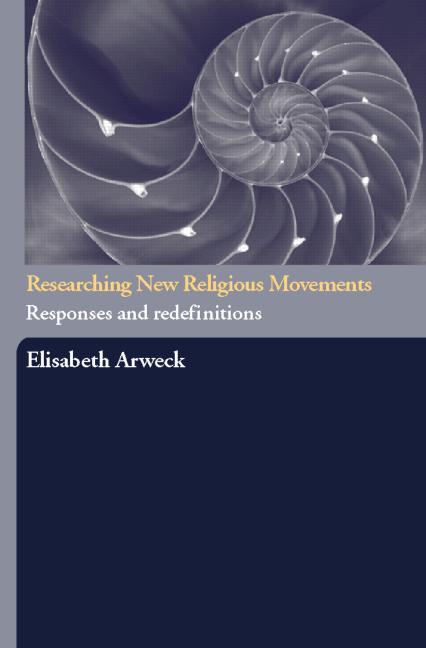 Researching New Religious Movements
Responses and redefinitions
Elisabeth Arweck